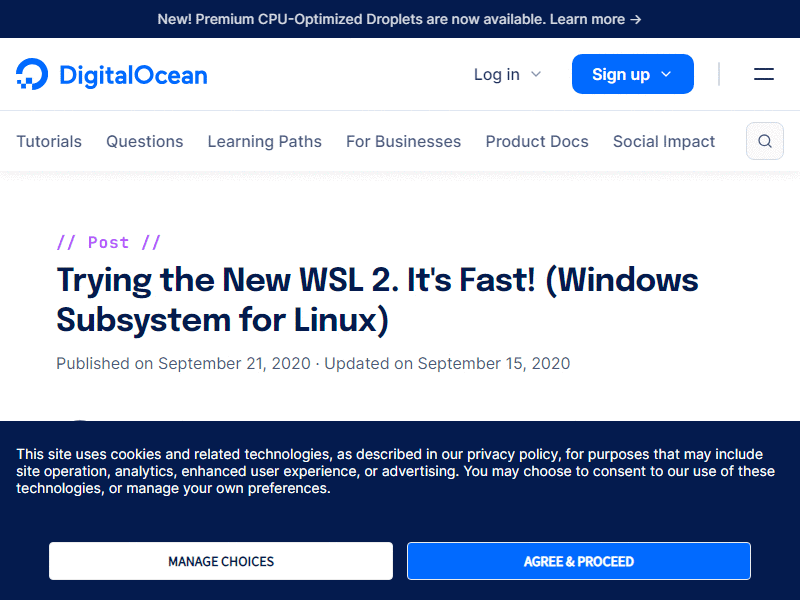 New! Premium CPU-Optimized Droplets are now available. Learn more →
DigitalOcean
Log in
Sign up
Tutorials
Questions
Learning Paths
For Businesses
Product Docs
Social Impact
// Post //
Trying the New WSL 2. It's Fast! (Windows
Subsystem for Linux)
Published on September 21, 2020 · Updated on September 15, 2020
This site uses cookies and related technologies, as described in our privacy policy, for purposes that may include
site operation, analytics, enhanced user experience, or advertising. You may choose to consent to our use of these
technologies, or manage your own preferences.
MANAGE CHOICES
AGREE & PROCEED